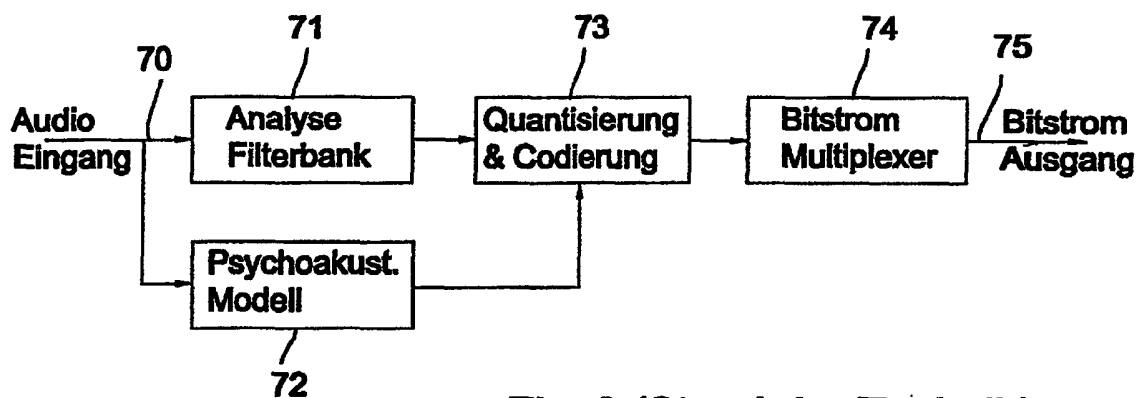 70
71
73
74
75
Audio
Eingang
Analyse
Filterbank
Quantisierung
& Codierung
Bitstrom
Multiplexer
Bitstrom
Ausgang
Psychoakust.
Modell
72